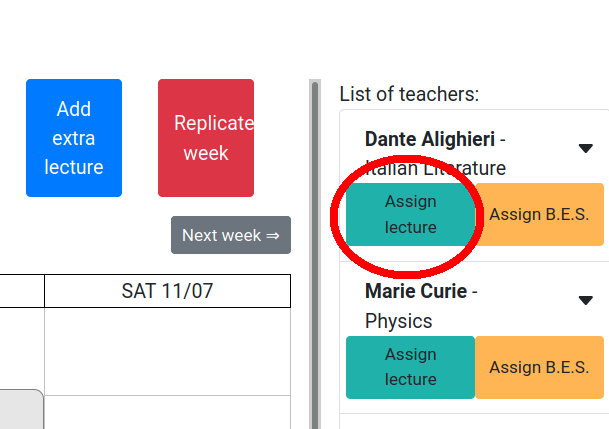 Add
extra
lecture
Replicate
week
Next week ⇒
SAT 11/07
List of teachers:
Dante Alighieri -
Italian Literature
Assign
lecture
Assign B.E.S.
Marie Curie -
Physics
Assign
lecture
Assign B.E.S.